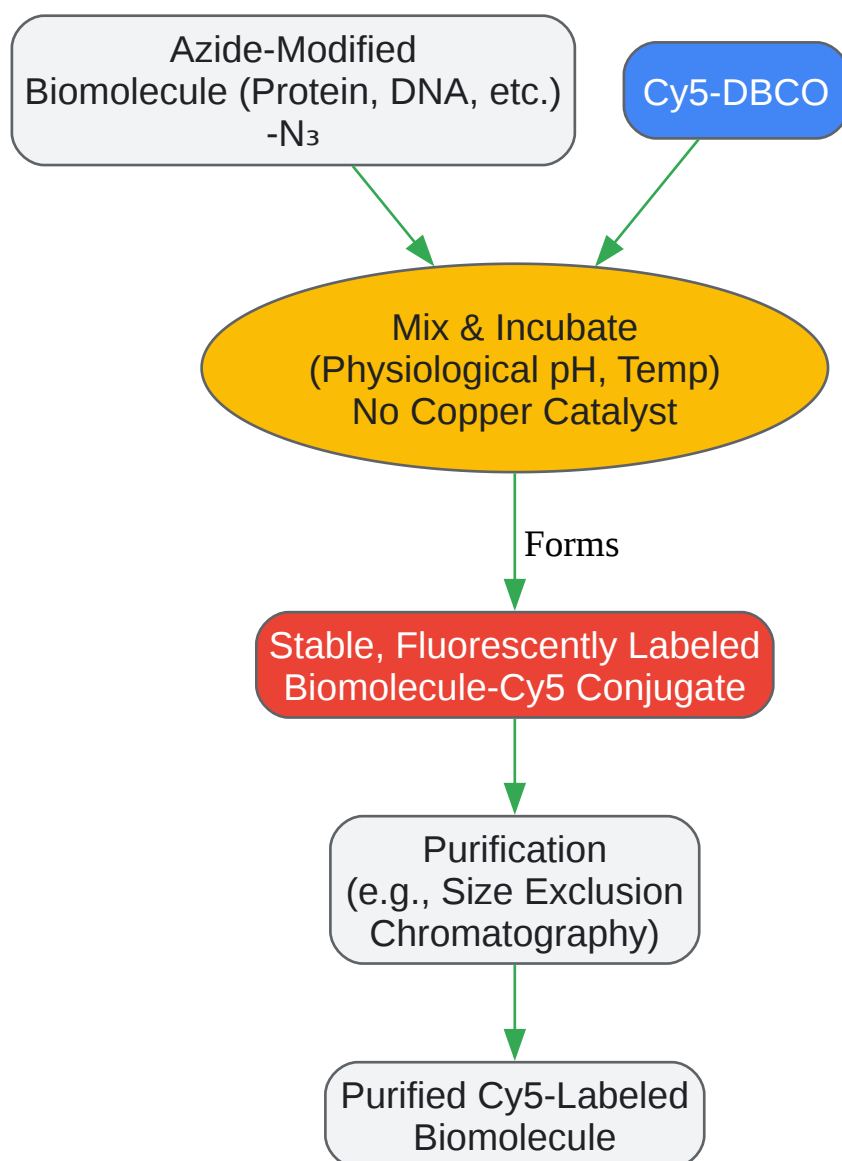 Azide-Modified
Biomolecule (Protein, DNA, etc.)
-N₃
Cy5-DBCO
Mix & Incubate
(Physiological pH, Temp)
No Copper Catalyst
Forms
Stable, Fluorescently Labeled
Biomolecule-Cy5 Conjugate
Purification
(e.g., Size Exclusion
Chromatography)
Purified Cy5-Labeled
Biomolecule